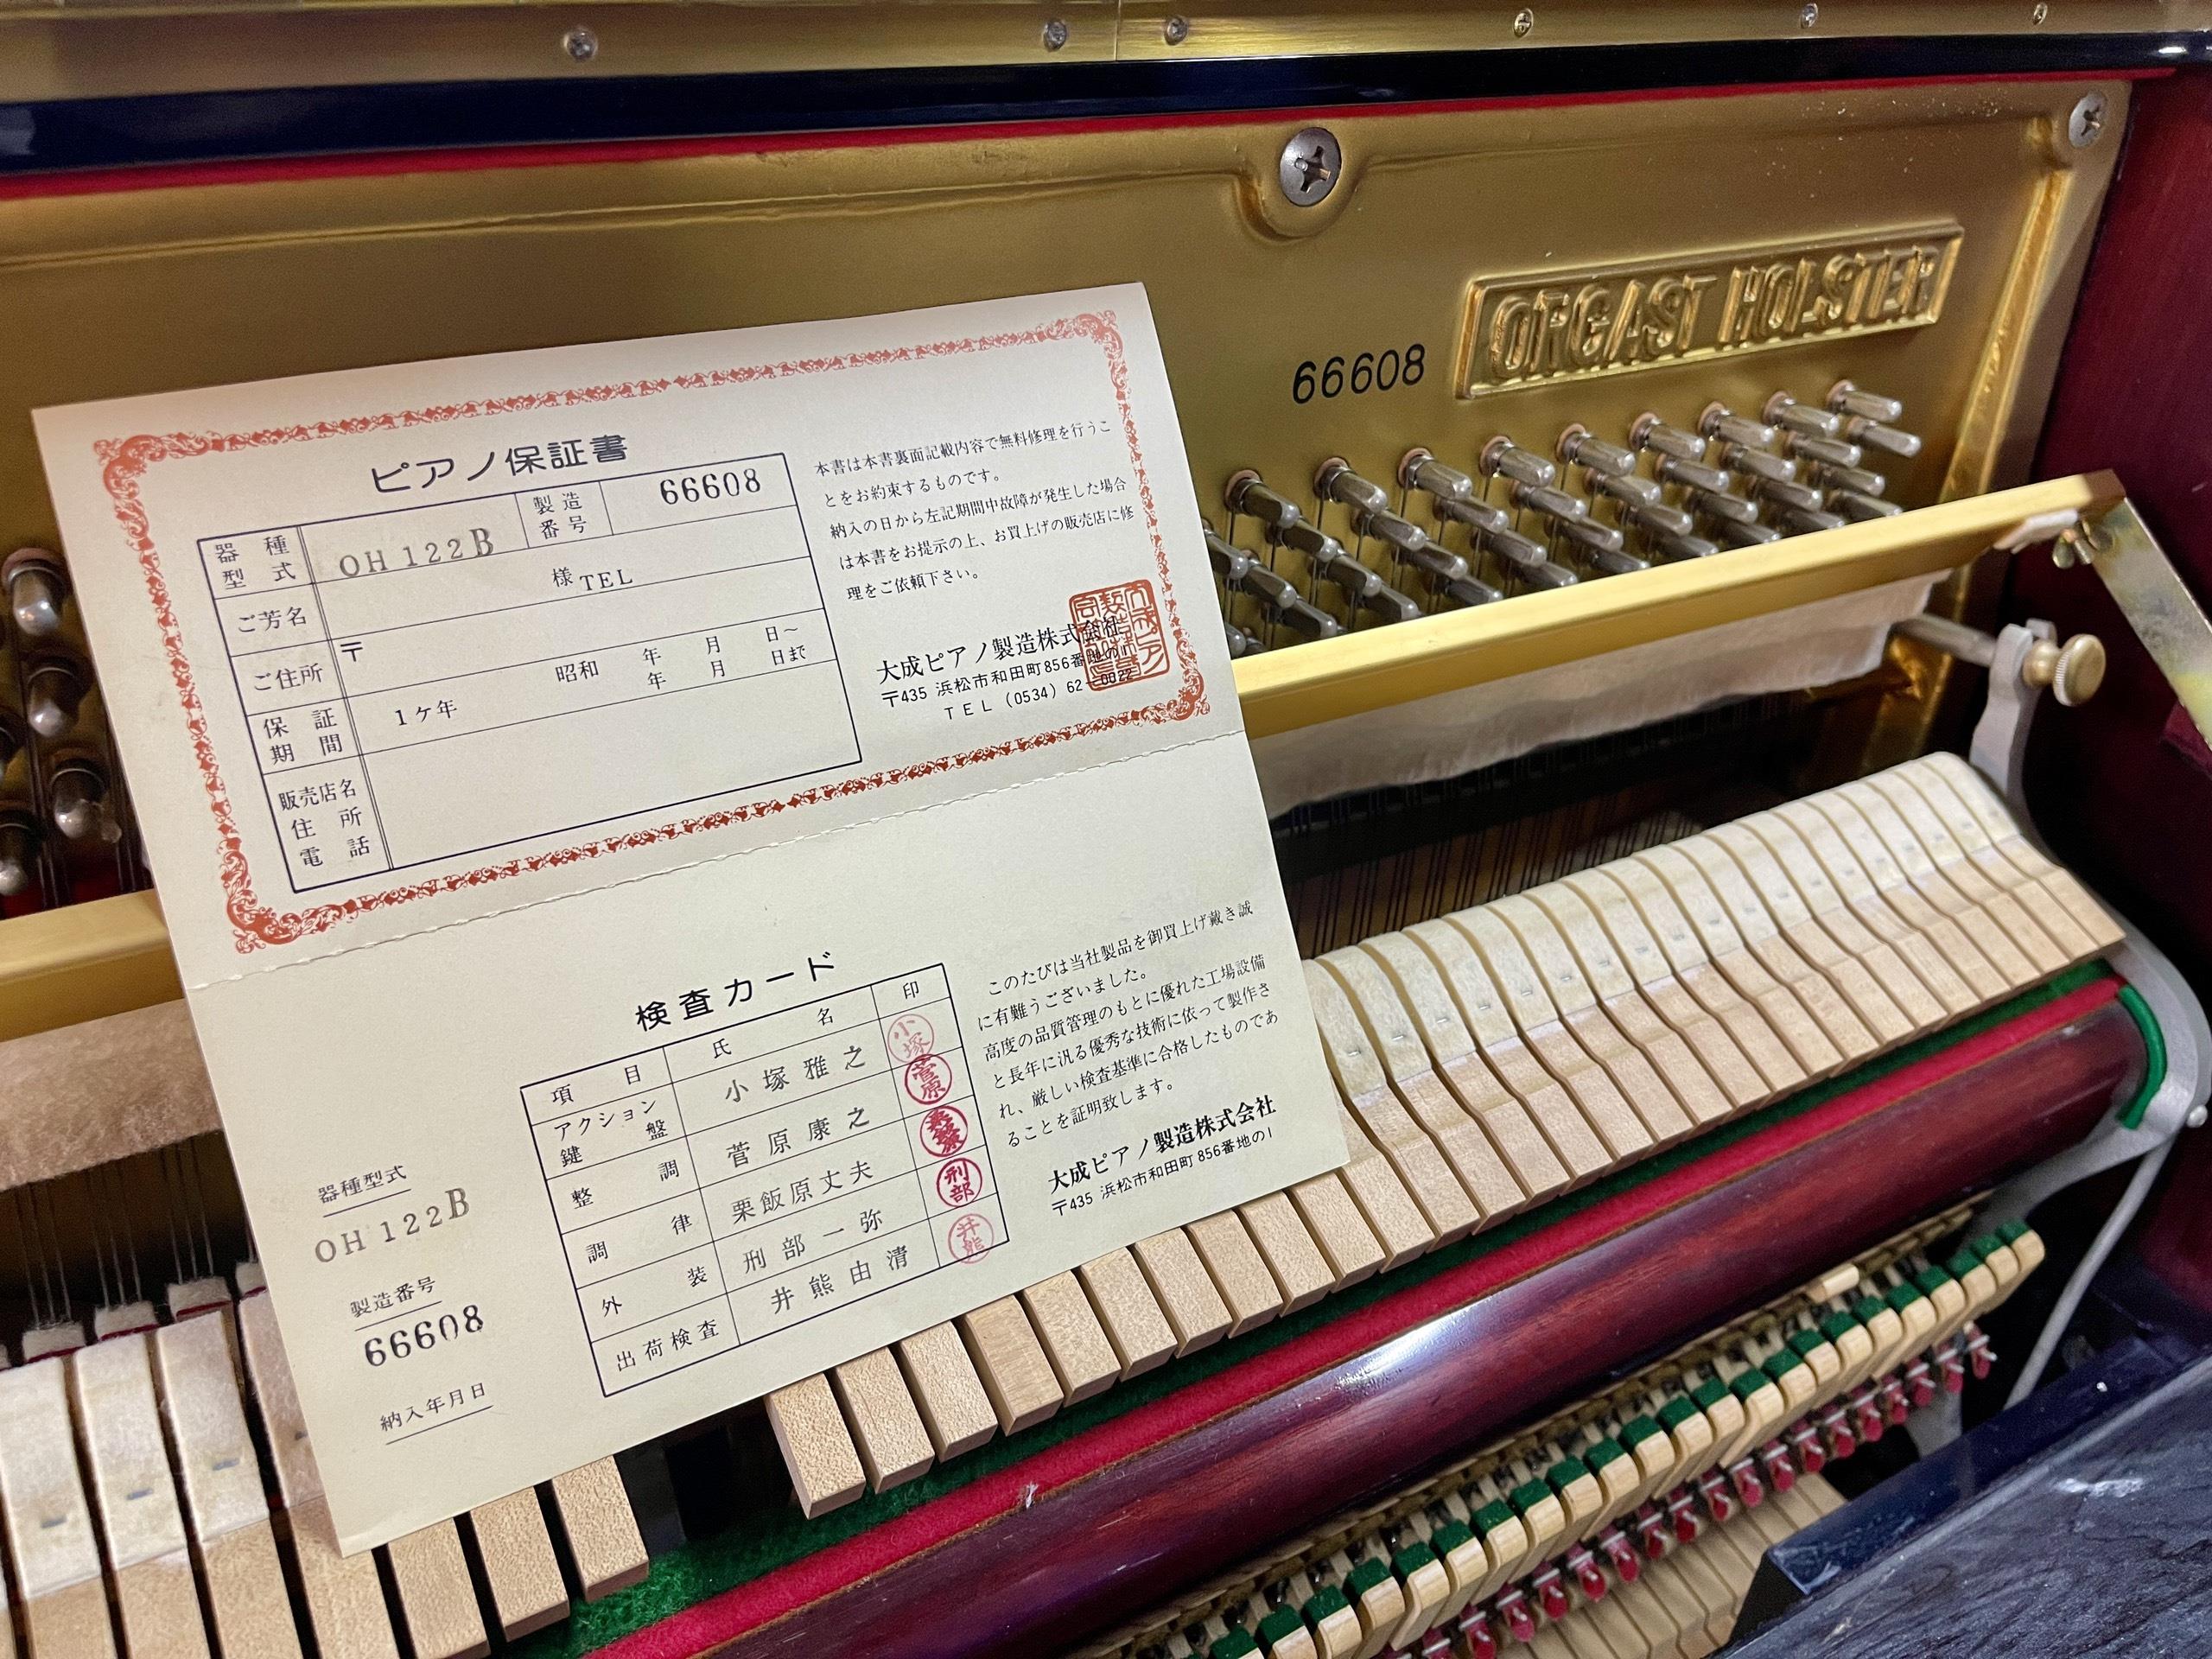 OTGAST HOLSTER
66608
ピアノ保証書
器種型式 OH 122B 製造番号 66608
ご芳名 様 TEL
ご住所 〒
保証期間 1ヶ年 昭和 年 月 日～
年 月 日まで
販売店名
住所
電話
本書は本書裏面記載内容で無料修理を行うこ
とをお約束するものです。
納入の日から左記期間中故障が発生した場合
は本書をお提示の上、お買上げの販売店に修
理をご依頼下さい。
大成ピアノ製造株式会社
〒435 浜松市和田町856番地の1
TEL (0534) 62-0022
検査カード
項目 氏名 印
アクション鍵盤 小塚雅之 小塚
整調 菅原康之 菅原
調律 栗飯原丈夫
外装 刑部一弥 刑部
出荷検査 井熊由清 井熊
器種型式
OH 122B
製造番号
66608
納入年月日
このたびは当社製品を御買上げ戴き誠
に有難うございました。
高度の品質管理のもとに優れた工場設備
と長年に汎る優秀な技術に依って製作さ
れ、厳しい検査基準に合格したものであ
ることを証明致します。
大成ピアノ製造株式会社
〒435 浜松市和田町856番地の1